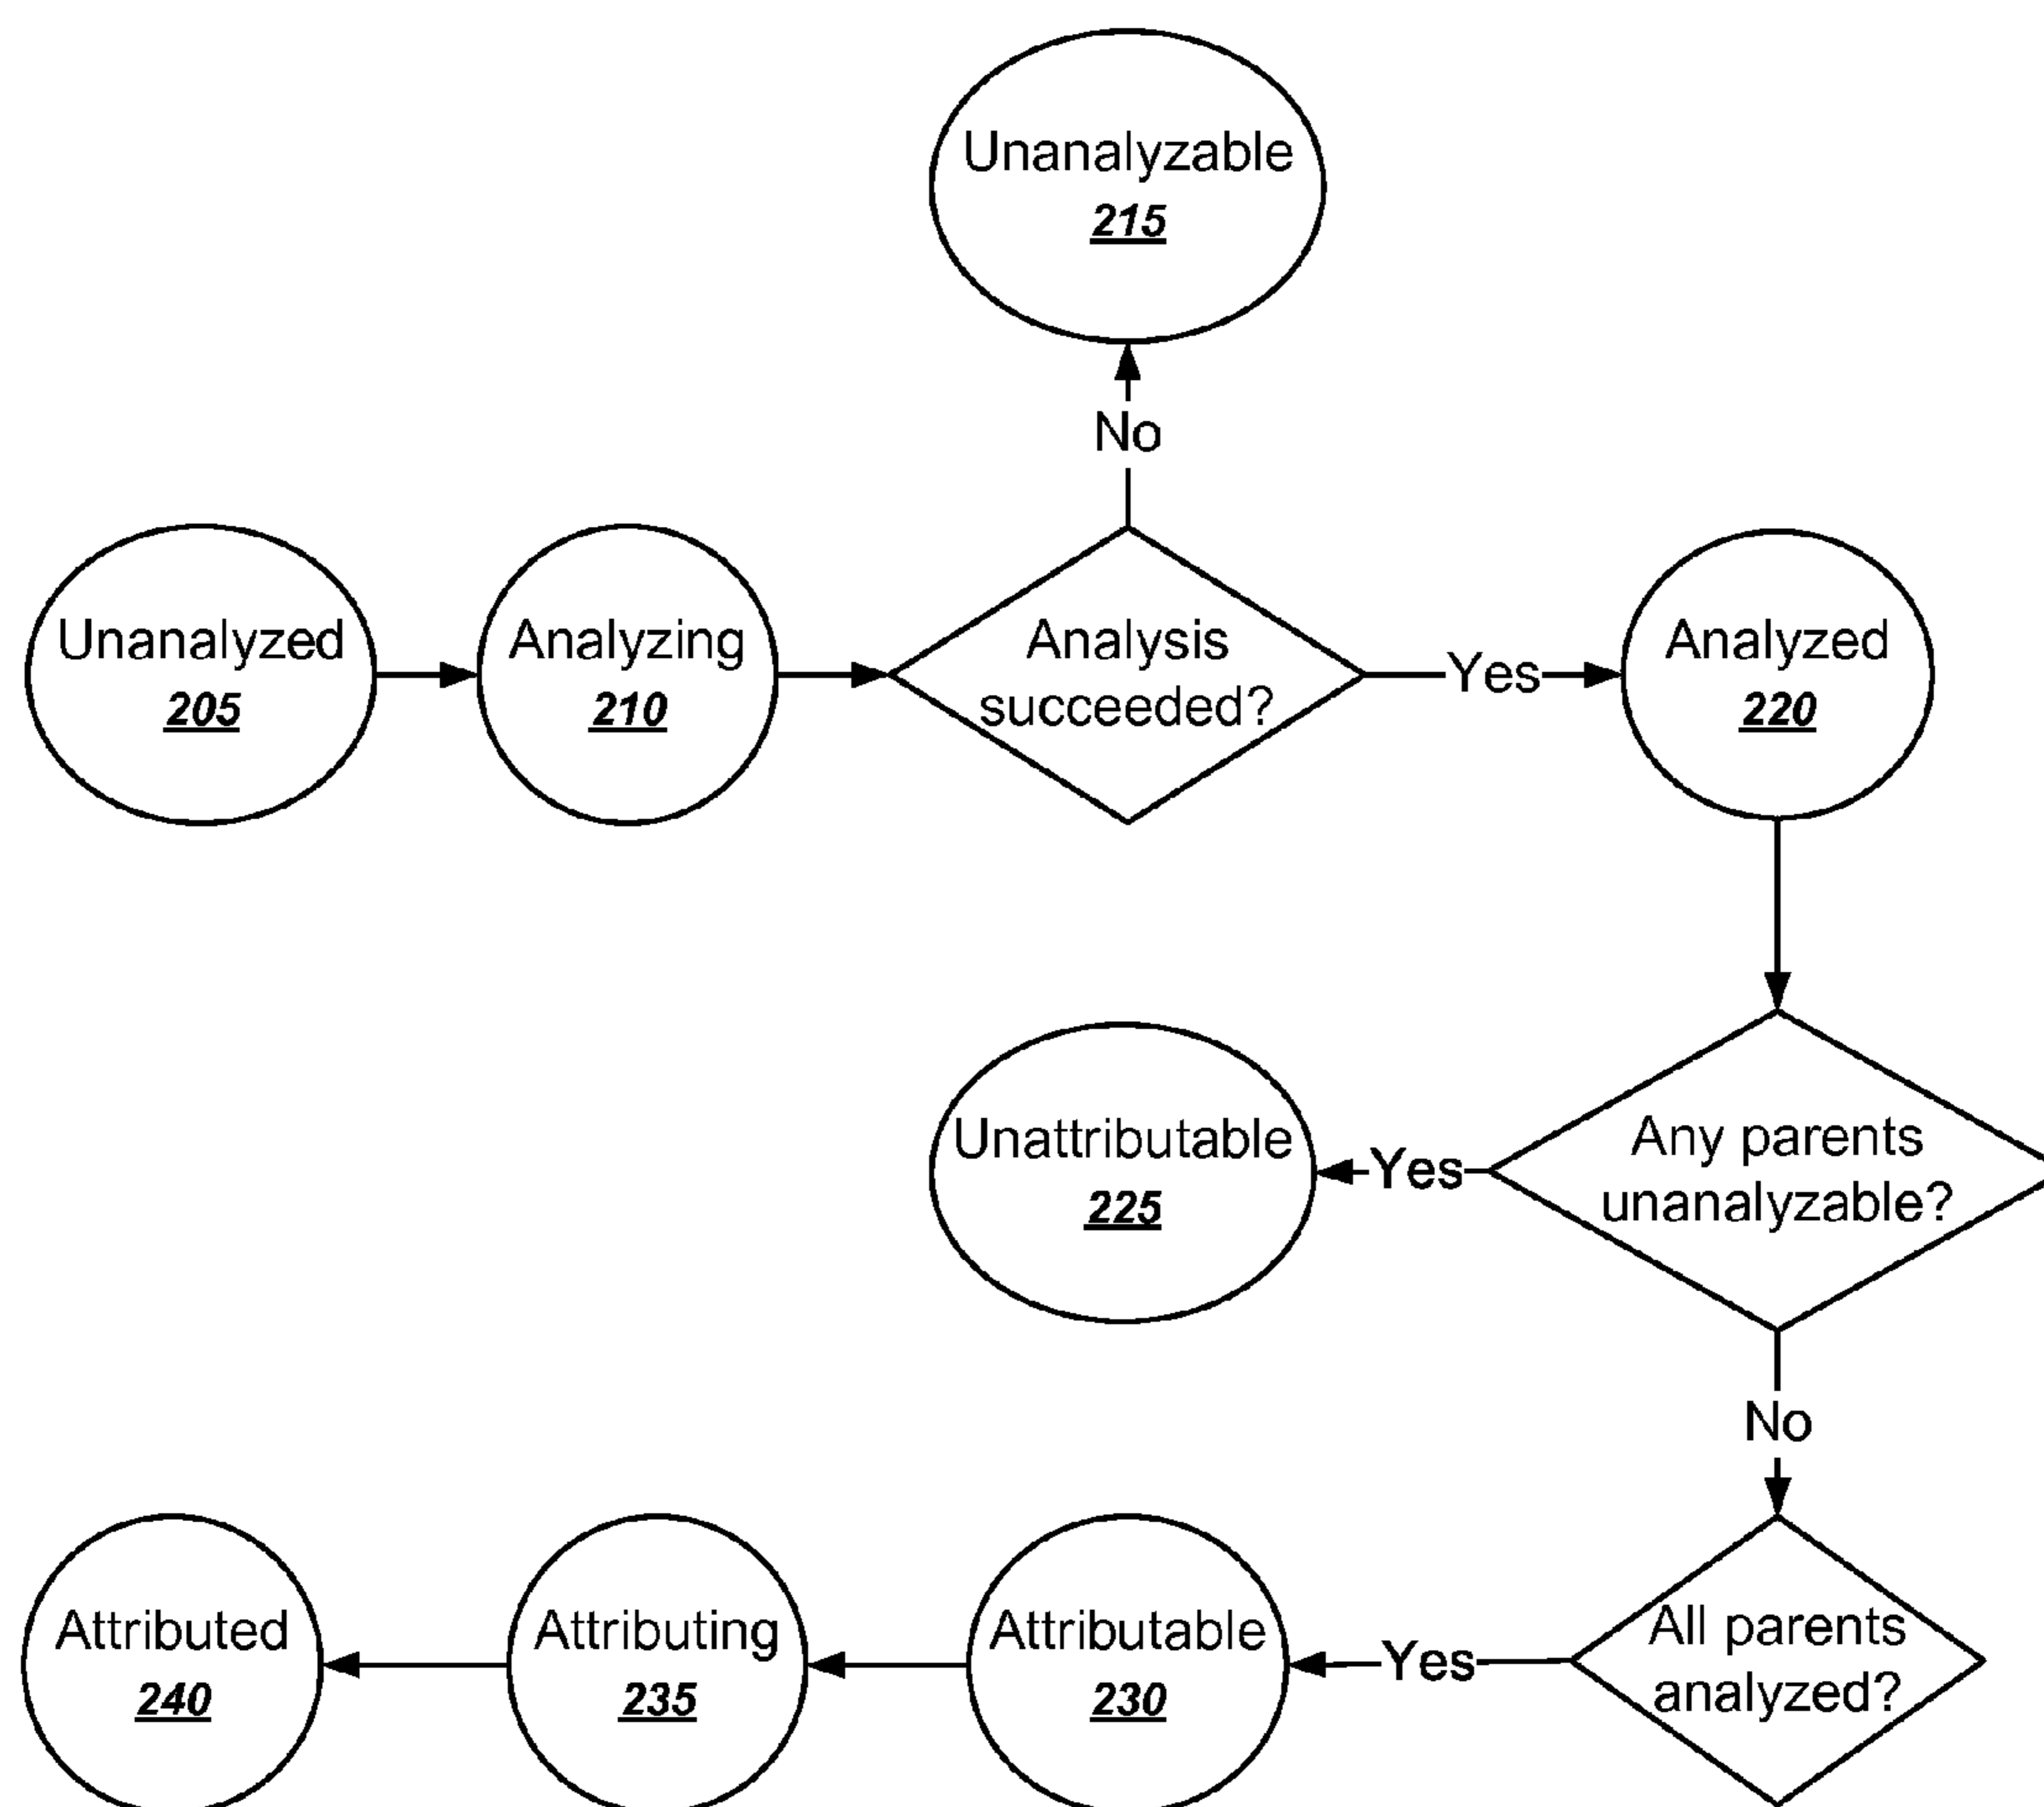 Unanalyzable
215
No
Unanalyzed
205
Analyzing
210
Analysis
succeeded?
Yes
Analyzed
220
Unattributable
225
Yes
Any parents
unanalyzable?
No
Attributed
240
Attributing
235
Attributable
230
Yes
All parents
analyzed?